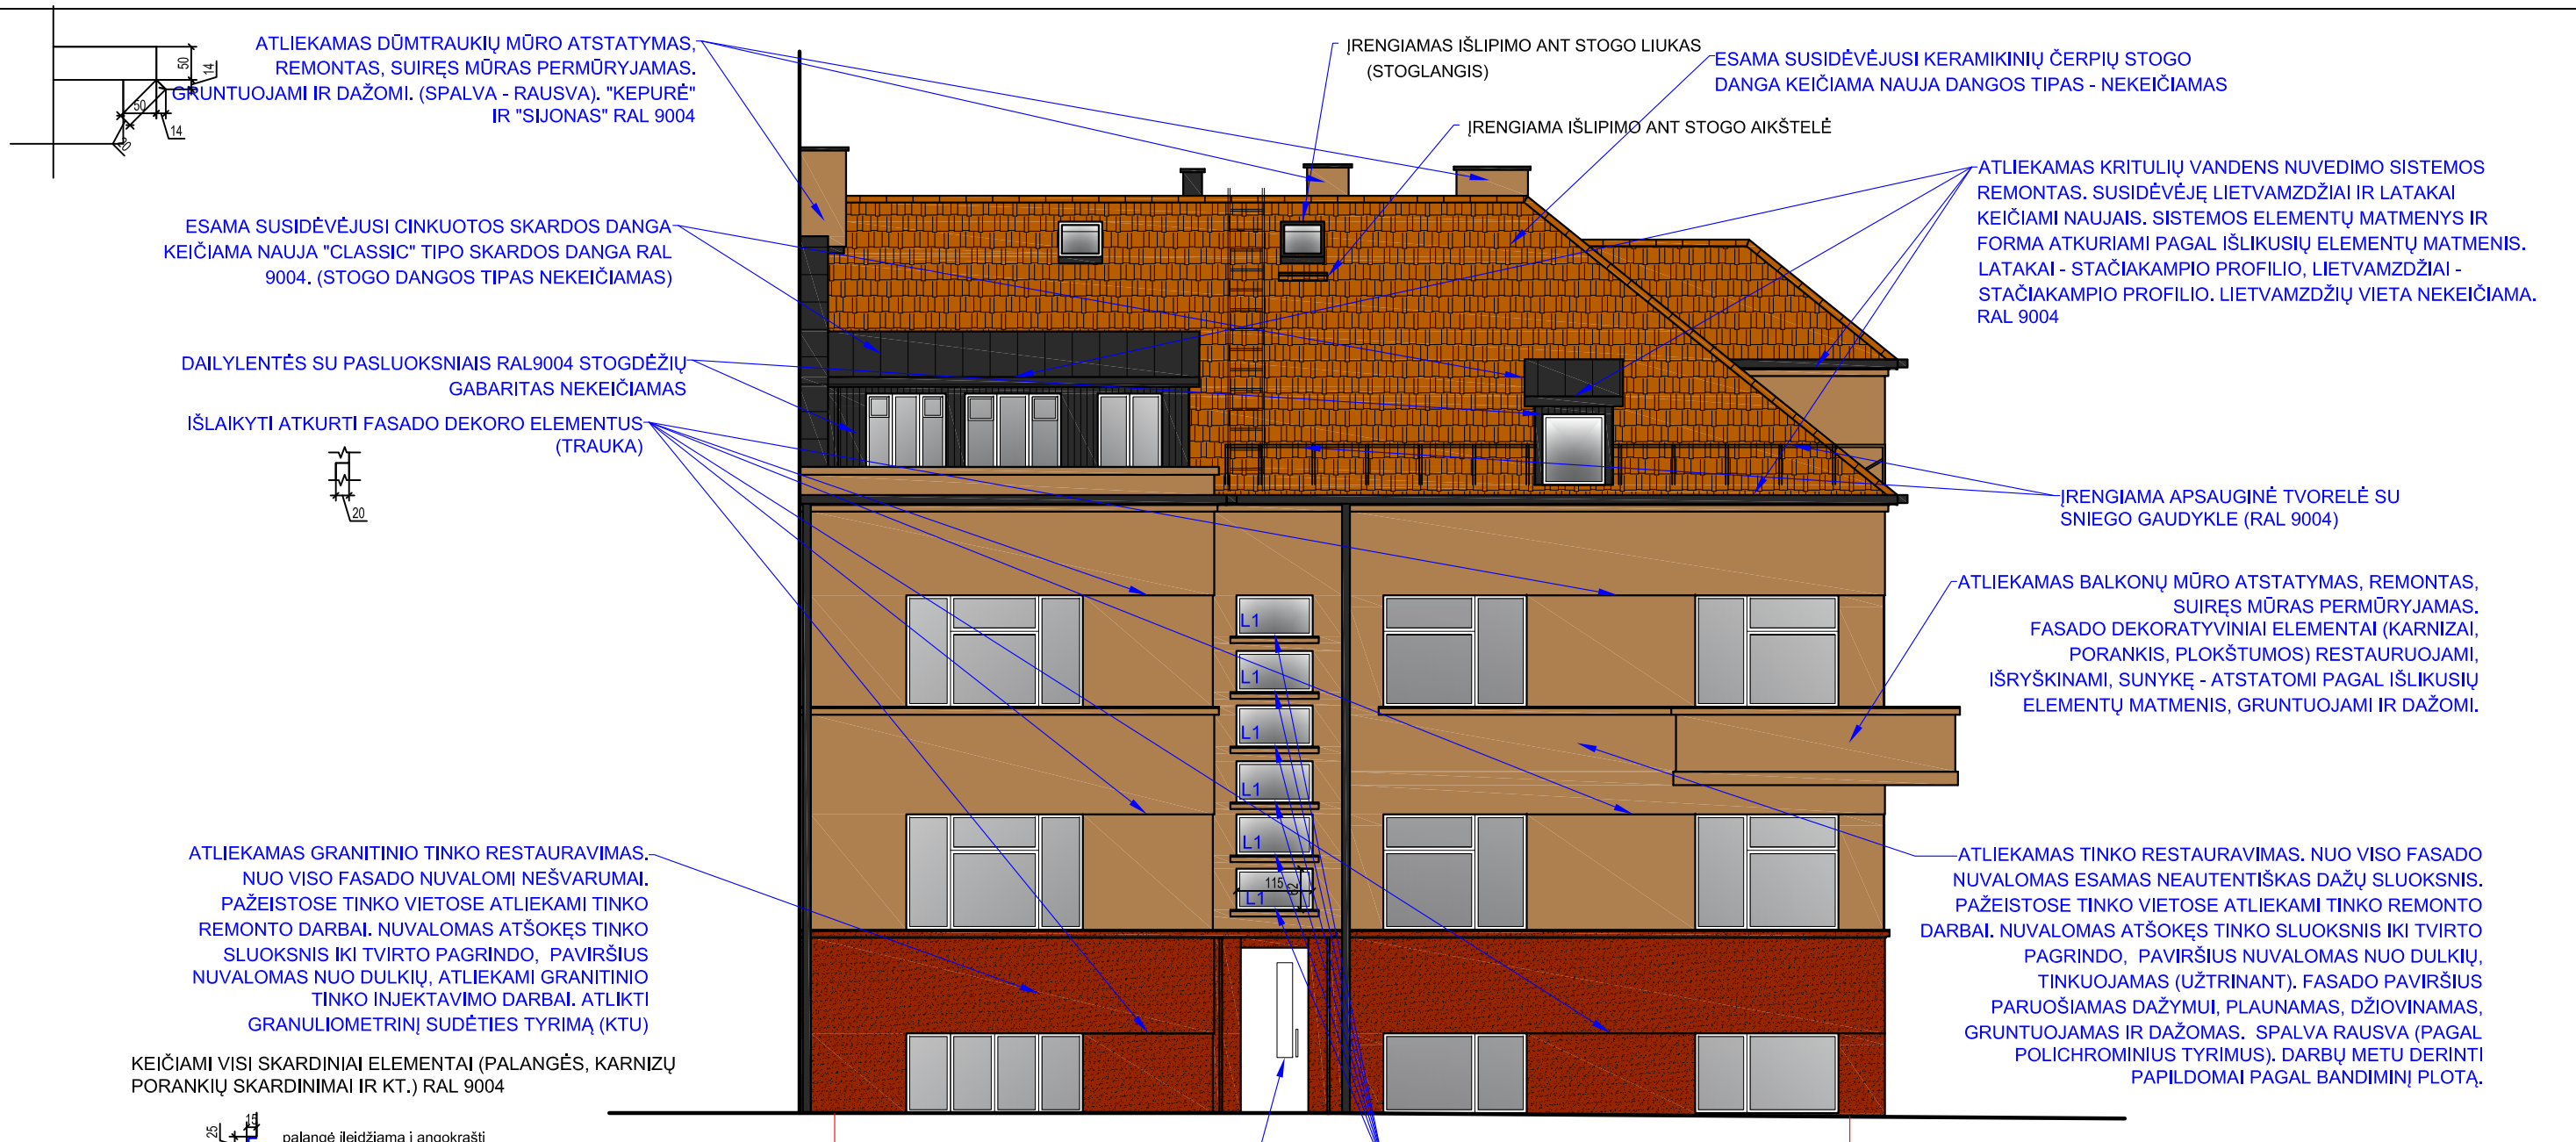 50
14
50
14
20
ATLIEKAMAS DŪMTRAUKIŲ MŪRO ATSTATYMAS,
REMONTAS, SUIRĘS MŪRAS PERMŪRYJAMAS.
GRUNTUOJAMI IR DAŽOMI. (SPALVA - RAUSVA). "KEPURĖ"
IR "SIJONAS" RAL 9004
ĮRENGIAMAS IŠLIPIMO ANT STOGO LIUKAS
(STOGLANGIS)
ESAMA SUSIDĖVĖJUSI KERAMIKINIŲ ČERPIŲ STOGO
DANGA KEIČIAMA NAUJA DANGOS TIPAS - NEKEIČIAMAS
ĮRENGIAMA IŠLIPIMO ANT STOGO AIKŠTELĖ
ATLIEKAMAS KRITULIŲ VANDENS NUVEDIMO SISTEMOS
REMONTAS. SUSIDĖVĖJĘ LIETVAMZDŽIAI IR LATAKAI
KEIČIAMI NAUJAIS. SISTEMOS ELEMENTŲ MATMENYS IR
FORMA ATKURIAMI PAGAL IŠLIKUSIŲ ELEMENTŲ MATMENIS.
LATAKAI - STAČIAKAMPIO PROFILIO, LIETVAMZDŽIAI -
STAČIAKAMPIO PROFILIO. LIETVAMZDŽIŲ VIETA NEKEIČIAMA.
RAL 9004
ESAMA SUSIDĖVĖJUSI CINKUOTOS SKARDOS DANGA
KEIČIAMA NAUJA "CLASSIC" TIPO SKARDOS DANGA RAL
9004. (STOGO DANGOS TIPAS NEKEIČIAMAS)
DAILYLENTĖS SU PASLUOKSNIAIS RAL9004 STOGDĖŽIŲ
GABARITAS NEKEIČIAMAS
IŠLAIKYTI ATKURTI FASADO DEKORO ELEMENTUS
(TRAUKA)
20
ĮRENGIAMA APSAUGINĖ TVORELĖ SU
SNIEGO GAUDYKLE (RAL 9004)
ATLIEKAMAS BALKONŲ MŪRO ATSTATYMAS, REMONTAS,
SUIRĘS MŪRAS PERMŪRYJAMAS.
FASADO DEKORATYVINIAI ELEMENTAI (KARNIZAI,
PORANKIS, PLOKŠTUMOS) RESTAURUOJAMI,
IŠRYŠKINAMI, SUNYKĘ - ATSTATOMI PAGAL IŠLIKUSIŲ
ELEMENTŲ MATMENIS, GRUNTUOJAMI IR DAŽOMI.
L1
L1
L1
L1
L1
115
62
L1
ATLIEKAMAS GRANITINIO TINKO RESTAURAVIMAS.
NUO VISO FASADO NUVALOMI NEŠVARUMAI.
PAŽEISTOSE TINKO VIETOSE ATLIEKAMI TINKO
REMONTO DARBAI. NUVALOMAS ATŠOKĘS TINKO
SLUOKSNIS IKI TVIRTO PAGRINDO, PAVIRŠIUS
NUVALOMAS NUO DULKIŲ, ATLIEKAMI GRANITINIO
TINKO INJEKTAVIMO DARBAI. ATLIKTI
GRANULIOMETRINĮ SUDĖTIES TYRIMĄ (KTU)
ATLIEKAMAS TINKO RESTAURAVIMAS. NUO VISO FASADO
NUVALOMAS ESAMAS NEAUTENTIŠKAS DAŽŲ SLUOKSNIS.
PAŽEISTOSE TINKO VIETOSE ATLIEKAMI TINKO REMONTO
DARBAI. NUVALOMAS ATŠOKĘS TINKO SLUOKSNIS IKI TVIRTO
PAGRINDO, PAVIRŠIUS NUVALOMAS NUO DULKIŲ,
TINKUOJAMAS (UŽTRINANT). FASADO PAVIRŠIUS
PARUOŠIAMAS DAŽYMUI, PLAUNAMAS, DŽIOVINAMAS,
GRUNTUOJAMAS IR DAŽOMAS. SPALVA RAUSVA (PAGAL
POLICHROMINIUS TYRIMUS). DARBŲ METU DERINTI
PAPILDOMAI PAGAL BANDIMINĮ PLOTĄ.
KEIČIAMI VISI SKARDINIAI ELEMENTAI (PALANGĖS, KARNIZŲ
PORANKIŲ SKARDINIMAI IR KT.) RAL 9004
15
25
palangė įleidžiama į angokraštį